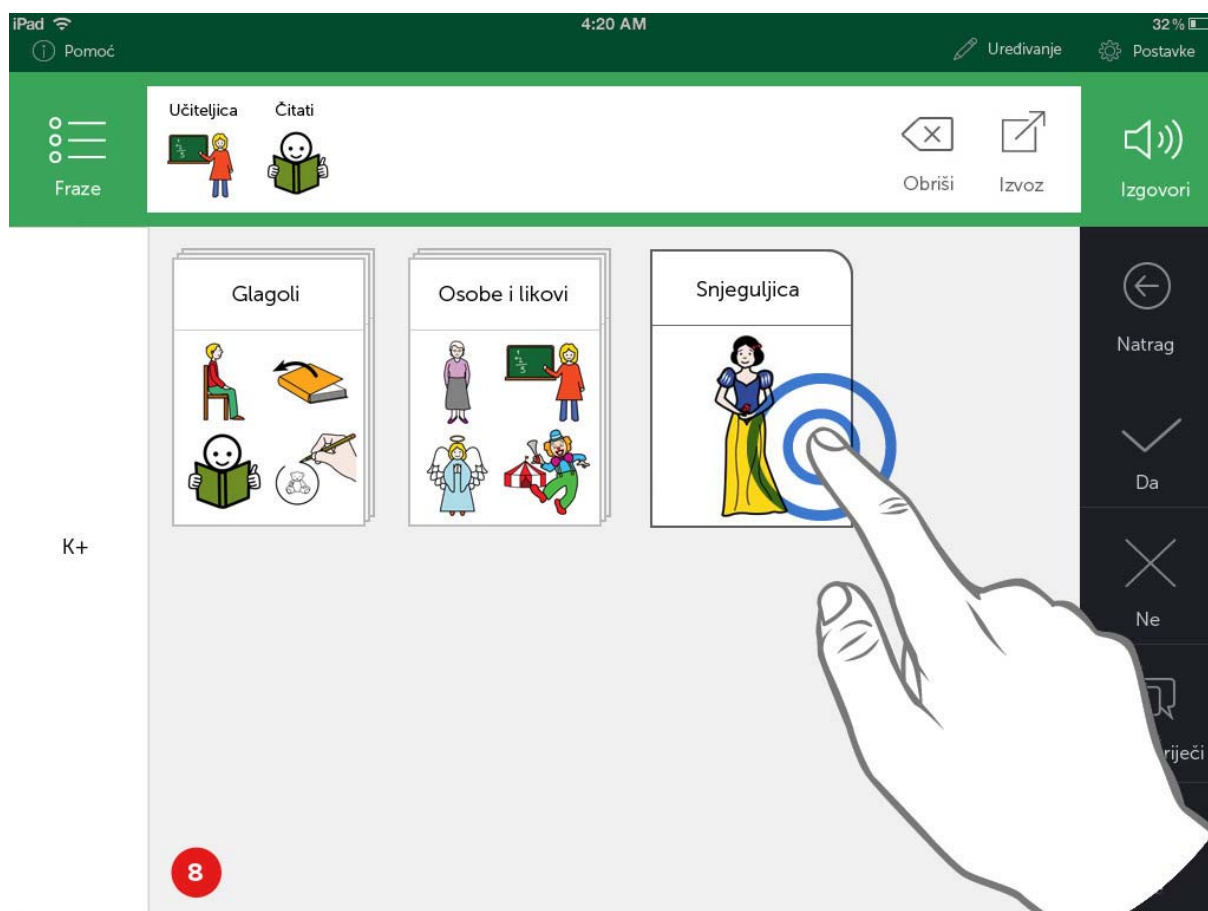 iPad
4:20 AM
32%
Pomoć
Uređivanje
Postavke
Fraze
Učiteljica
Čitati
Obriši
Izvoz
Izgovori
Glagoli
Osobe i likovi
Snjeguljica
Natrag
Da
K+
Ne
riječi
8